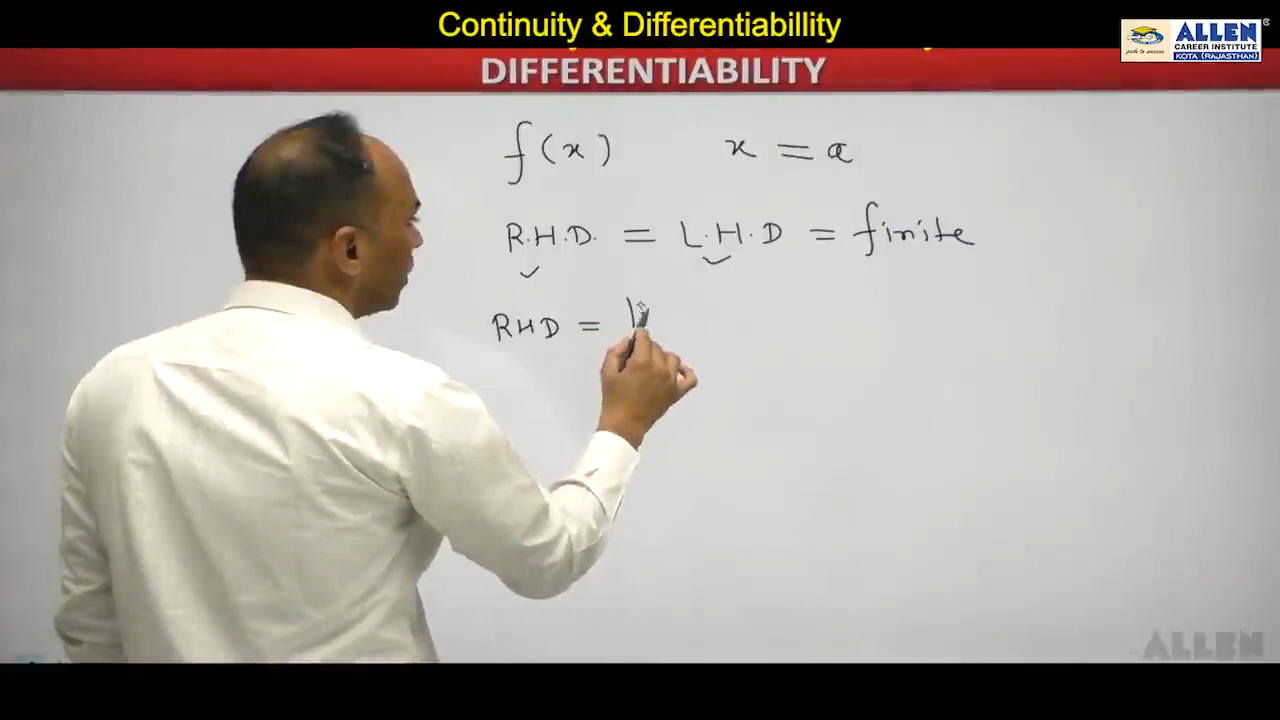 Continuity & Differentiabillity
ALLEN
CAREER INSTITUTE
KOTA (RAJASTHAN)
DIFFERENTIABILITY
f(x) x = a
R.H.D. = L.H.D = finite
RHD =
ALLEN